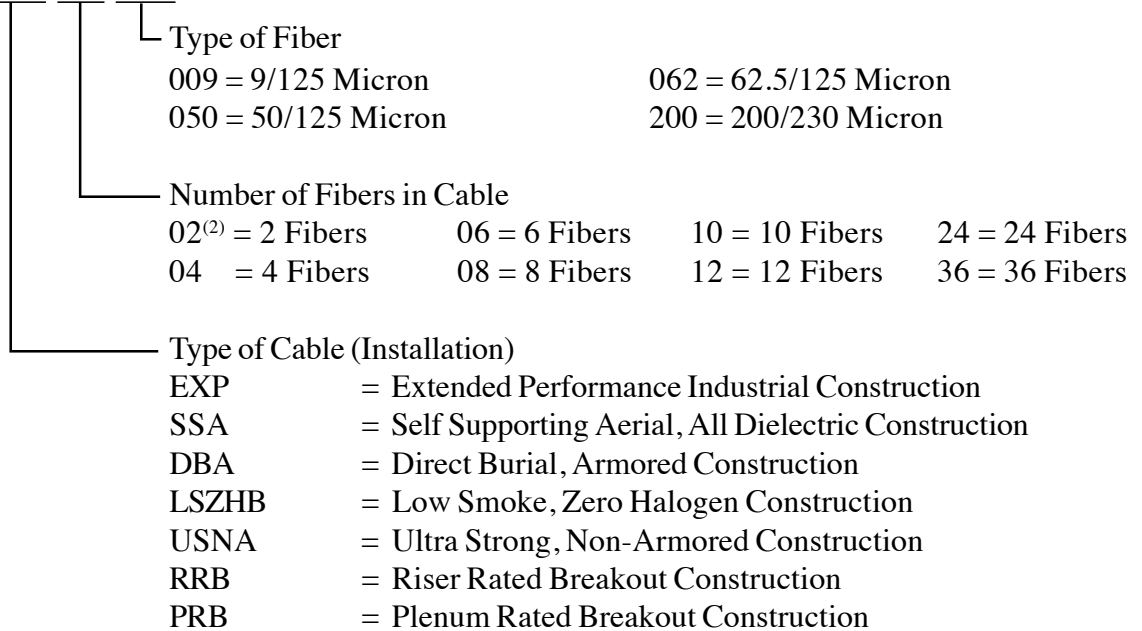 Type of Fiber
009 = 9/125 Micron 062 = 62.5/125 Micron
050 = 50/125 Micron 200 = 200/230 Micron
Number of Fibers in Cable
02(2) = 2 Fibers 06 = 6 Fibers 10 = 10 Fibers 24 = 24 Fibers
04 = 4 Fibers 08 = 8 Fibers 12 = 12 Fibers 36 = 36 Fibers
Type of Cable (Installation)
EXP = Extended Performance Industrial Construction
SSA = Self Supporting Aerial, All Dielectric Construction
DBA = Direct Burial, Armored Construction
LSZHB = Low Smoke, Zero Halogen Construction
USNA = Ultra Strong, Non-Armored Construction
RRB = Riser Rated Breakout Construction
PRB = Plenum Rated Breakout Construction